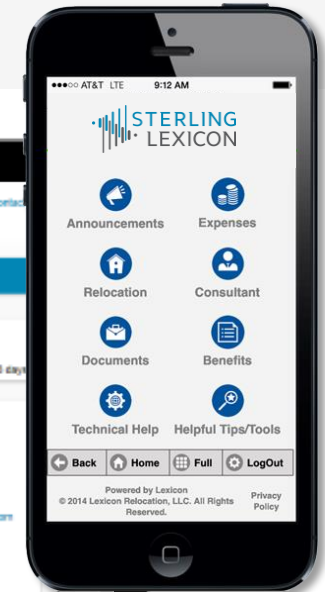 AT&T LTE 9:12 AM
STERLING
LEXICON
Announcements Expenses
Relocation Consultant
Documents Benefits
days
Technical Help Helpful Tips/Tools
Back Home Full LogOut
Powered by Lexicon
© 2014 Lexicon Relocation, LLC. All Rights
Reserved.
Privacy
Policy